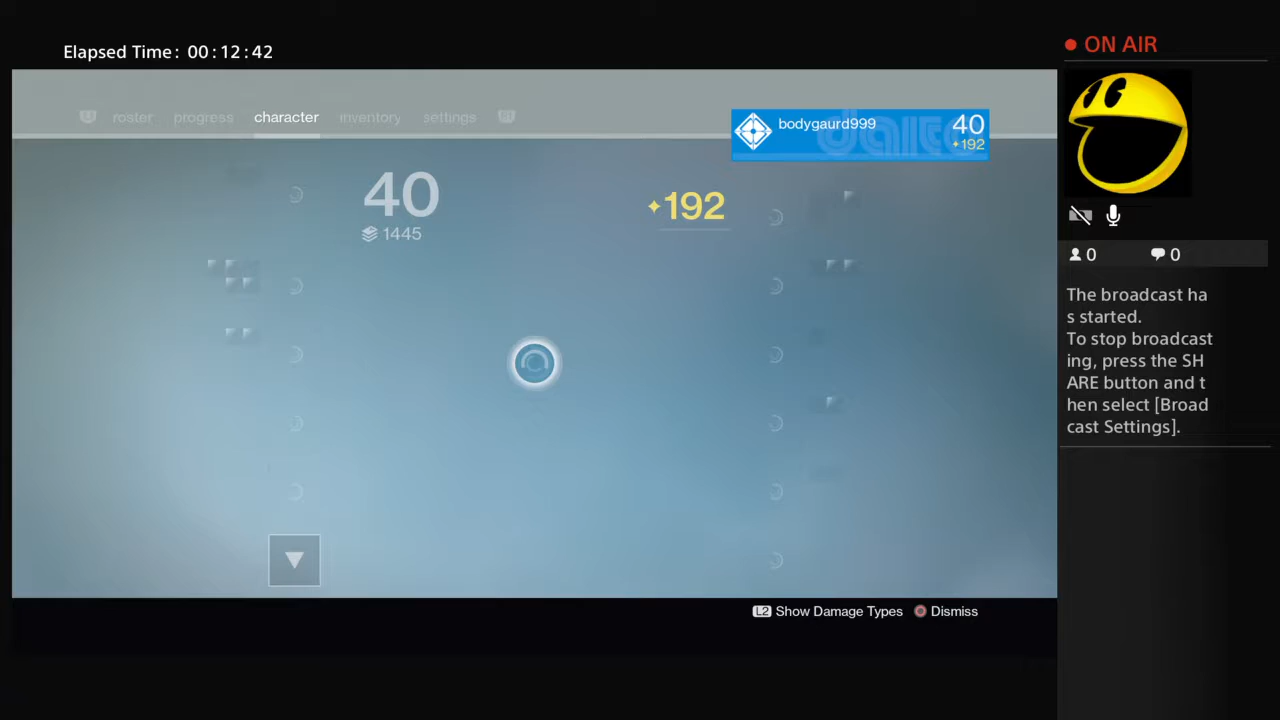 Elapsed Time: 00:12:42
ON AIR
roster progress character inventory settings
bodygaurd999
40
192
40
1445
192
0
0
The broadcast ha
s started.
To stop broadcast
ing, press the SH
ARE button and t
hen select [Broad
cast Settings].
L2 Show Damage Types
Dismiss